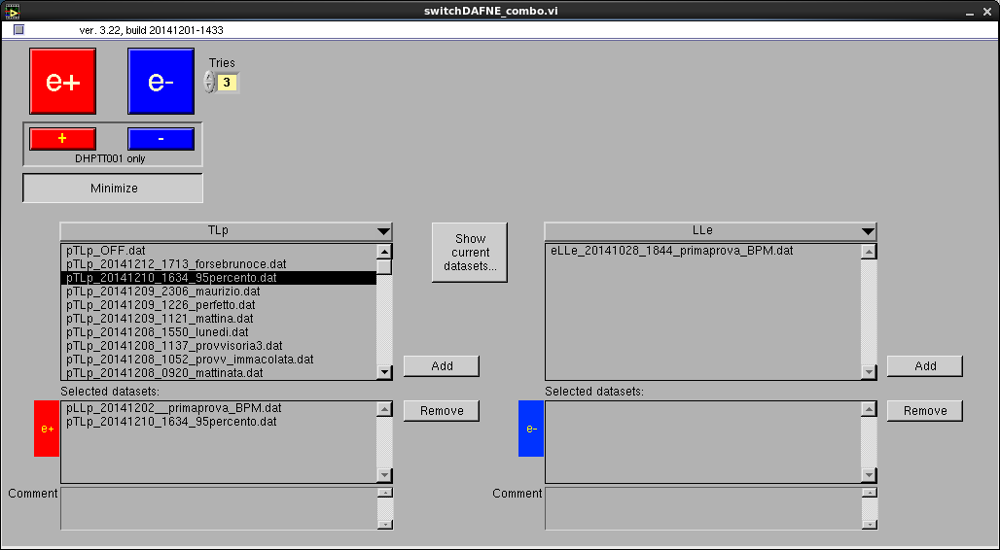 switchDAFNE_combo.vi
ver. 3.22, build 20141201-1433
e+
e-
Tries
3
+
-
DHPTT001 only
Minimize
TLp
pTLp_OFF.dat
pTLp_20141212_1713_forsebrunoce.dat
pTLp_20141210_1634_95percento.dat
pTLp_20141209_2306_maurizio.dat
pTLp_20141209_1226_perfetto.dat
pTLp_20141209_1121_mattina.dat
pTLp_20141208_1550_lunedi.dat
pTLp_20141208_1137_provvisoria3.dat
pTLp_20141208_1052_provv_immacolata.dat
pTLp_20141208_0920_mattinata.dat
Show
current
datasets...
Add
Selected datasets:
e+
pLLp_20141202__primaprova_BPM.dat
pTLp_20141210_1634_95percento.dat
Remove
Comment
LLe
eLLe_20141028_1844_primaprova_BPM.dat
Add
Selected datasets:
e-
Remove
Comment